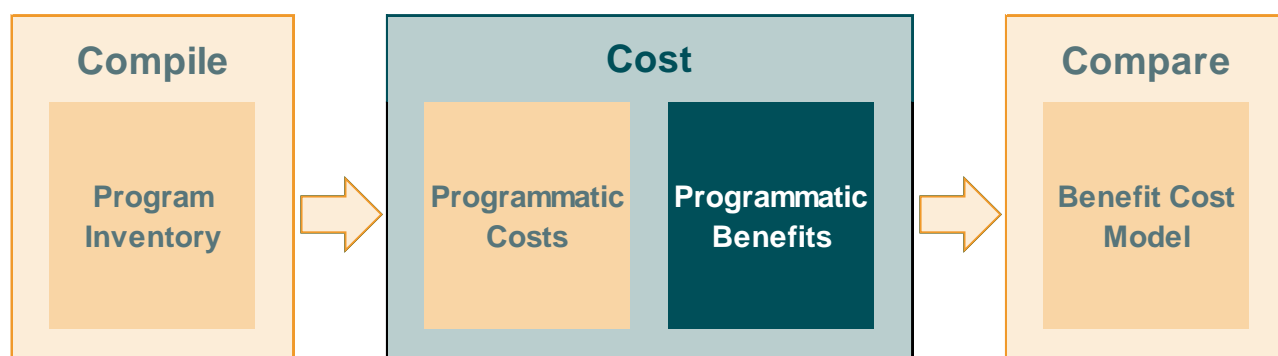 Compile
Program
Inventory
Cost
Programmatic
Costs
Programmatic
Benefits
Compare
Benefit Cost
Model